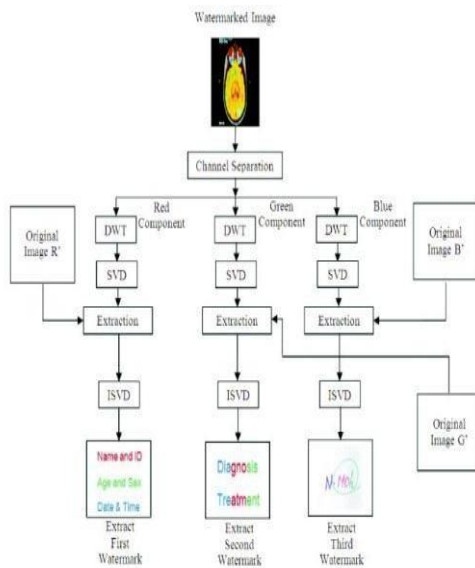 Watermarked Image
Channel Separation
Red
Component
Green
Component
Blue
Component
Original
Image R'
DWT
DWT
DWT
Original
Image B'
SVD
SVD
SVD
Extraction
Extraction
Extraction
ISVD
ISVD
ISVD
Original
Image G'
Name and ID
Age and Sex
Date & Time
Diagnosis
Treatment
Extract
First
Watermark
Extract
Second
Watermark
Extract
Third
Watermark